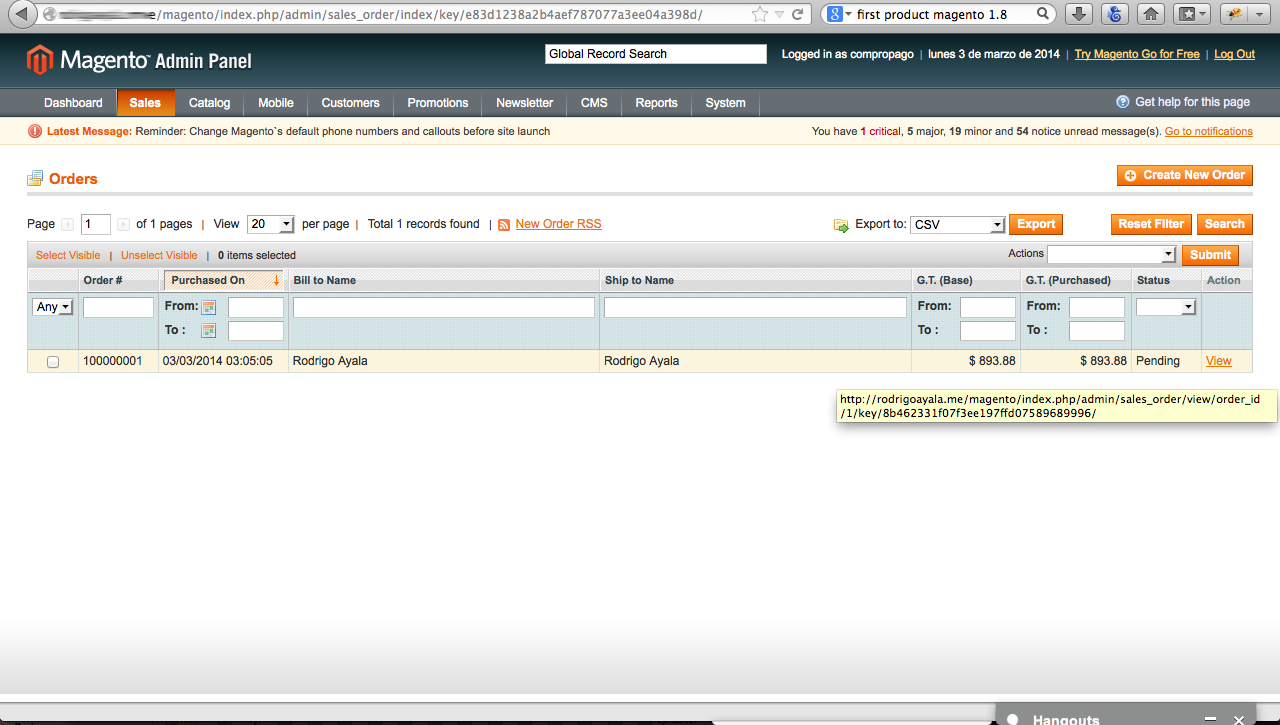 /magento/index.php/admin/sales_order/index/key/e83d1238a2b4aef787077a3ee04a398d/
first product magento 1.8
Magento Admin Panel
Global Record Search
Logged in as compropago | lunes 3 de marzo de 2014 | Try Magento Go for Free | Log Out
Dashboard Sales Catalog Mobile Customers Promotions Newsletter CMS Reports System
Get help for this page
Latest Message: Reminder: Change Magento`s default phone numbers and callouts before site launch
You have 1 critical, 5 major, 19 minor and 54 notice unread message(s). Go to notifications
Orders
Create New Order
Page 1 of 1 pages | View 20 per page | Total 1 records found | New Order RSS
Export to: CSV Export Reset Filter Search
Select Visible | Unselect Visible | 0 items selected
Actions Submit
Order # Purchased On Bill to Name Ship to Name G.T. (Base) G.T. (Purchased) Status Action
Any From: From: From:
To : To : To :
100000001 03/03/2014 03:05:05 Rodrigo Ayala Rodrigo Ayala $ 893.88 $ 893.88 Pending View
http://rodrigoayala.me/magento/index.php/admin/sales_order/view/order_id
/1/key/8b462331f07f3ee197ffd07589689996/
Hangouts